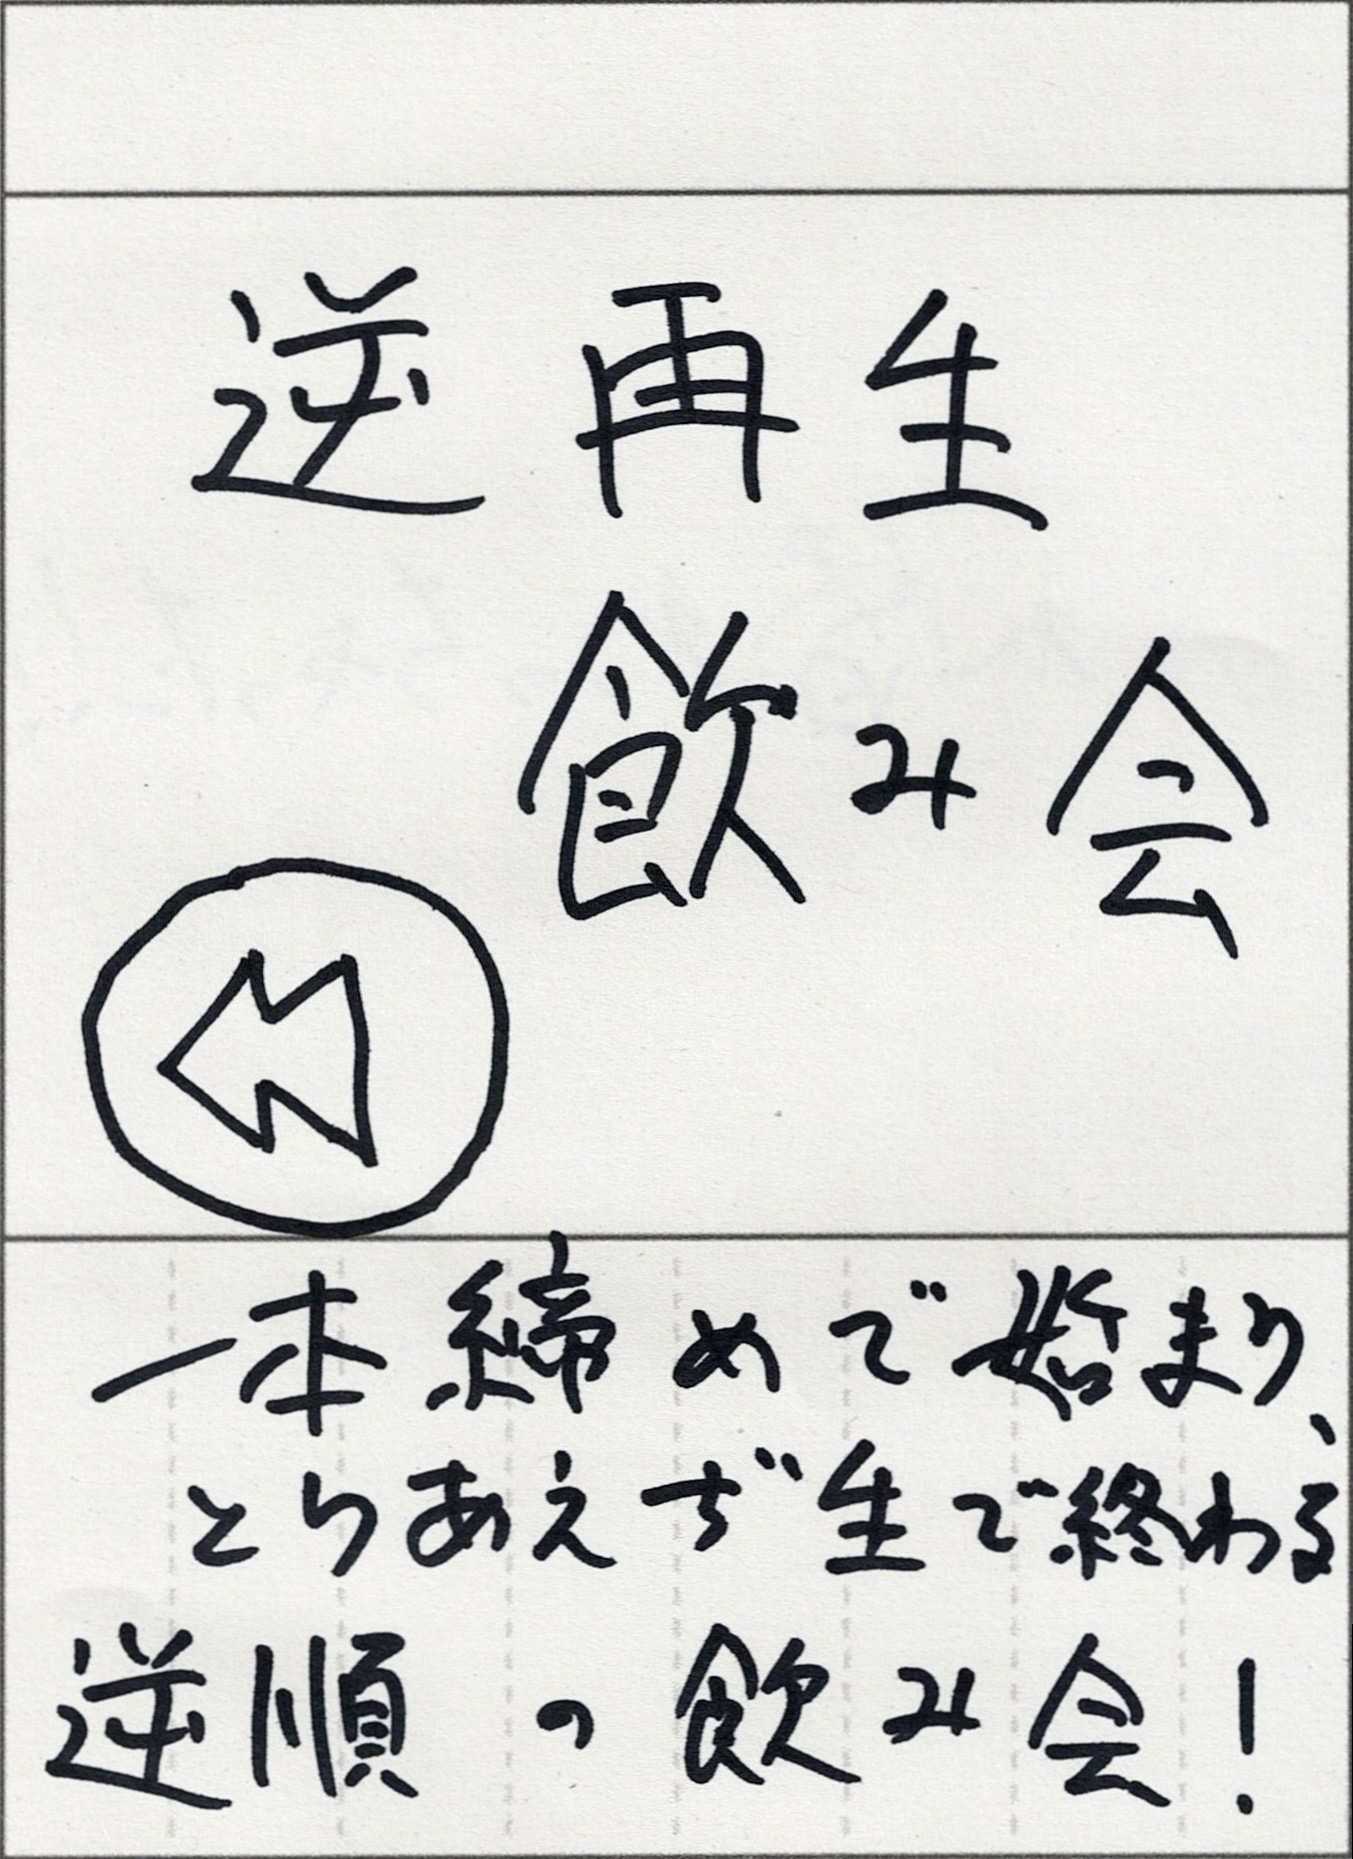 逆再生
飲み会
一本締めで始まり、
とりあえず生で終わる
逆順の飲み会!